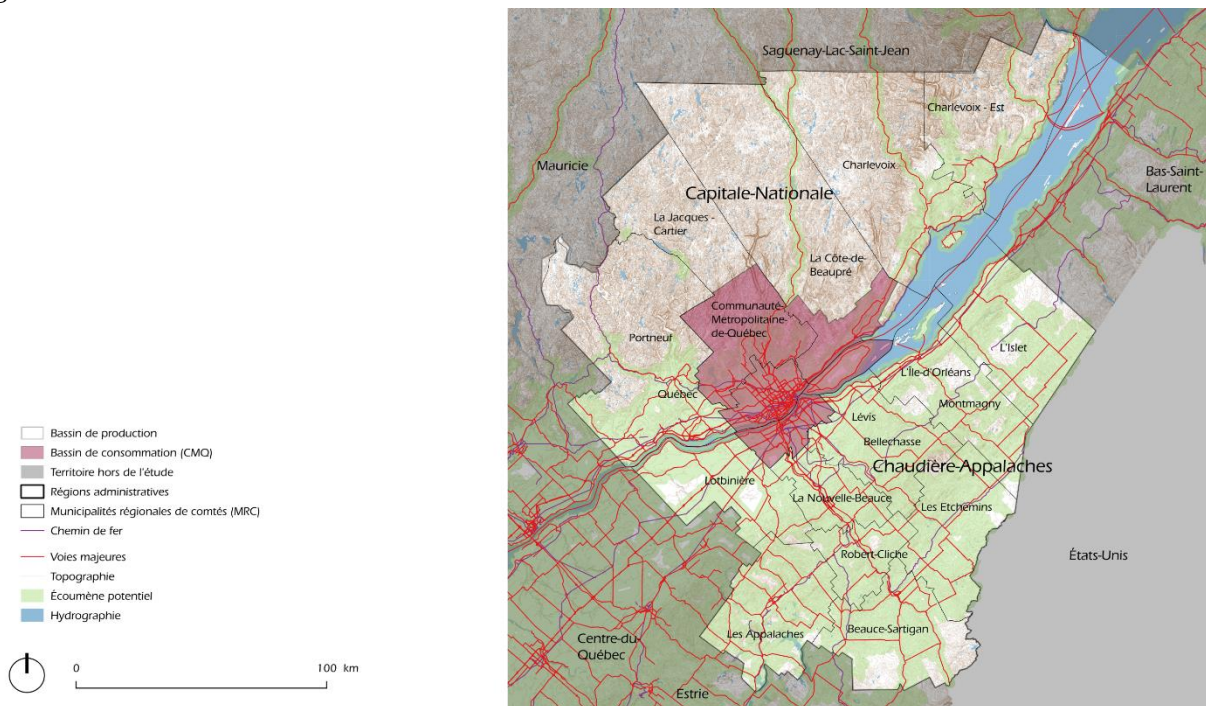 Saguenay-Lac-Saint-Jean
Charlevoix - Est
Mauricie
Charlevoix
Bas-Saint-
Laurent
Capitale-Nationale
La Jacques -
Cartier
La Côte-de-
Beaupré
Communauté-
Metropolitaine-
de-Québec
Portneuf
L'Islet
L'Île-d'Orléans
Québec
Montmagny
Lévis
Bellechasse
Chaudière-Appalaches
Lotbinière
La Nouvelle-Beauce
Les Etchemins
Robert-Cliche
États-Unis
Les Appalaches
Beauce-Sartigan
Centre-du-
Québec
Estrie
Bassin de production
Bassin de consommation (CMQ)
Territoire hors de l'étude
Régions administratives
Municipalités régionales de comtés (MRC)
Chemin de fer
Voies majeures
Topographie
Écoumène potentiel
Hydrographie
0 100 km